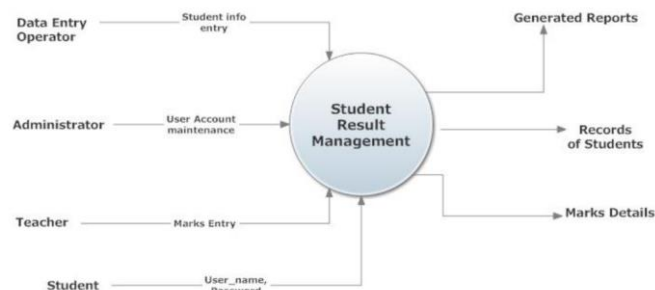 Data Entry
Operator
Student info
entry
Generated Reports
Administrator
User Account
maintenance
Student
Result
Management
Records
of Students
Teacher
Marks Entry
Marks Details
Student
User_name,